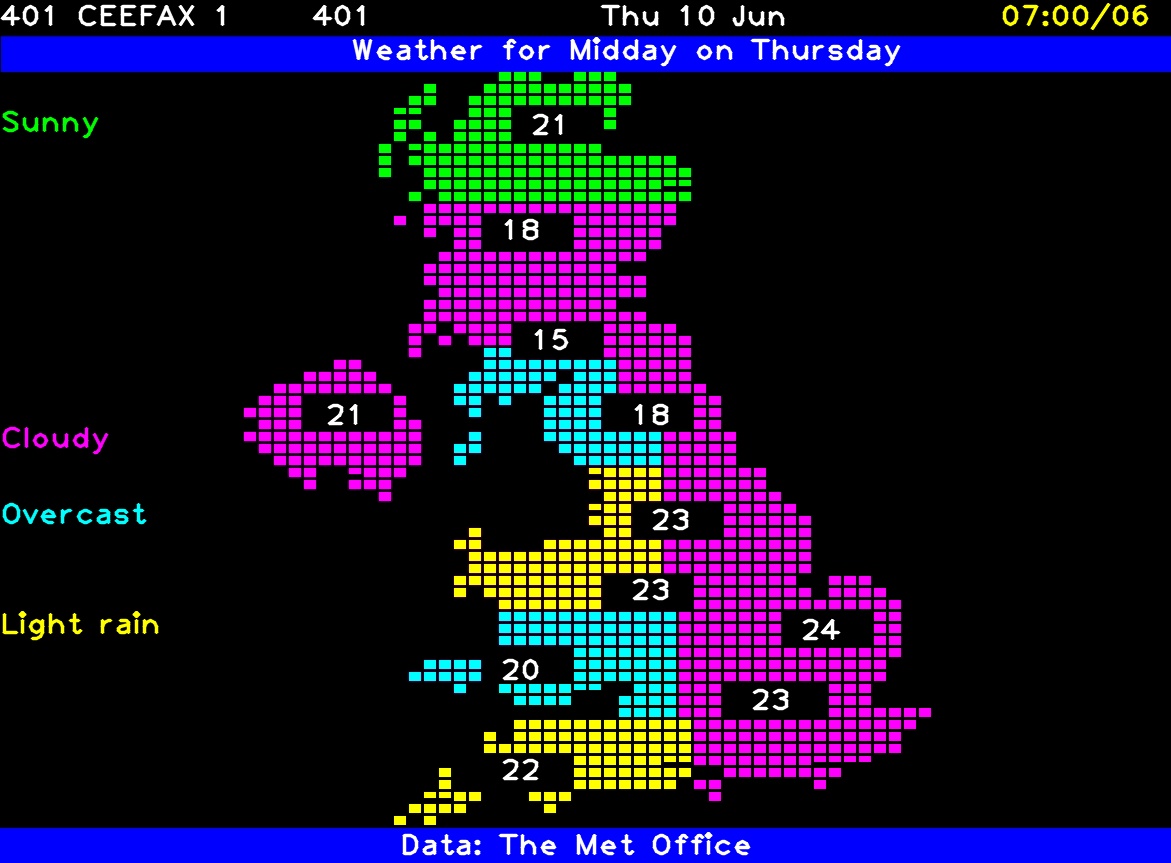 401 CEEFAX 1 401 Thu 10 Jun 07:00/06
Weather for Midday on Thursday
Sunny
21
18
15
21
18
Cloudy
Overcast
23
23
Light rain
24
20
23
22
Data: The Met Office